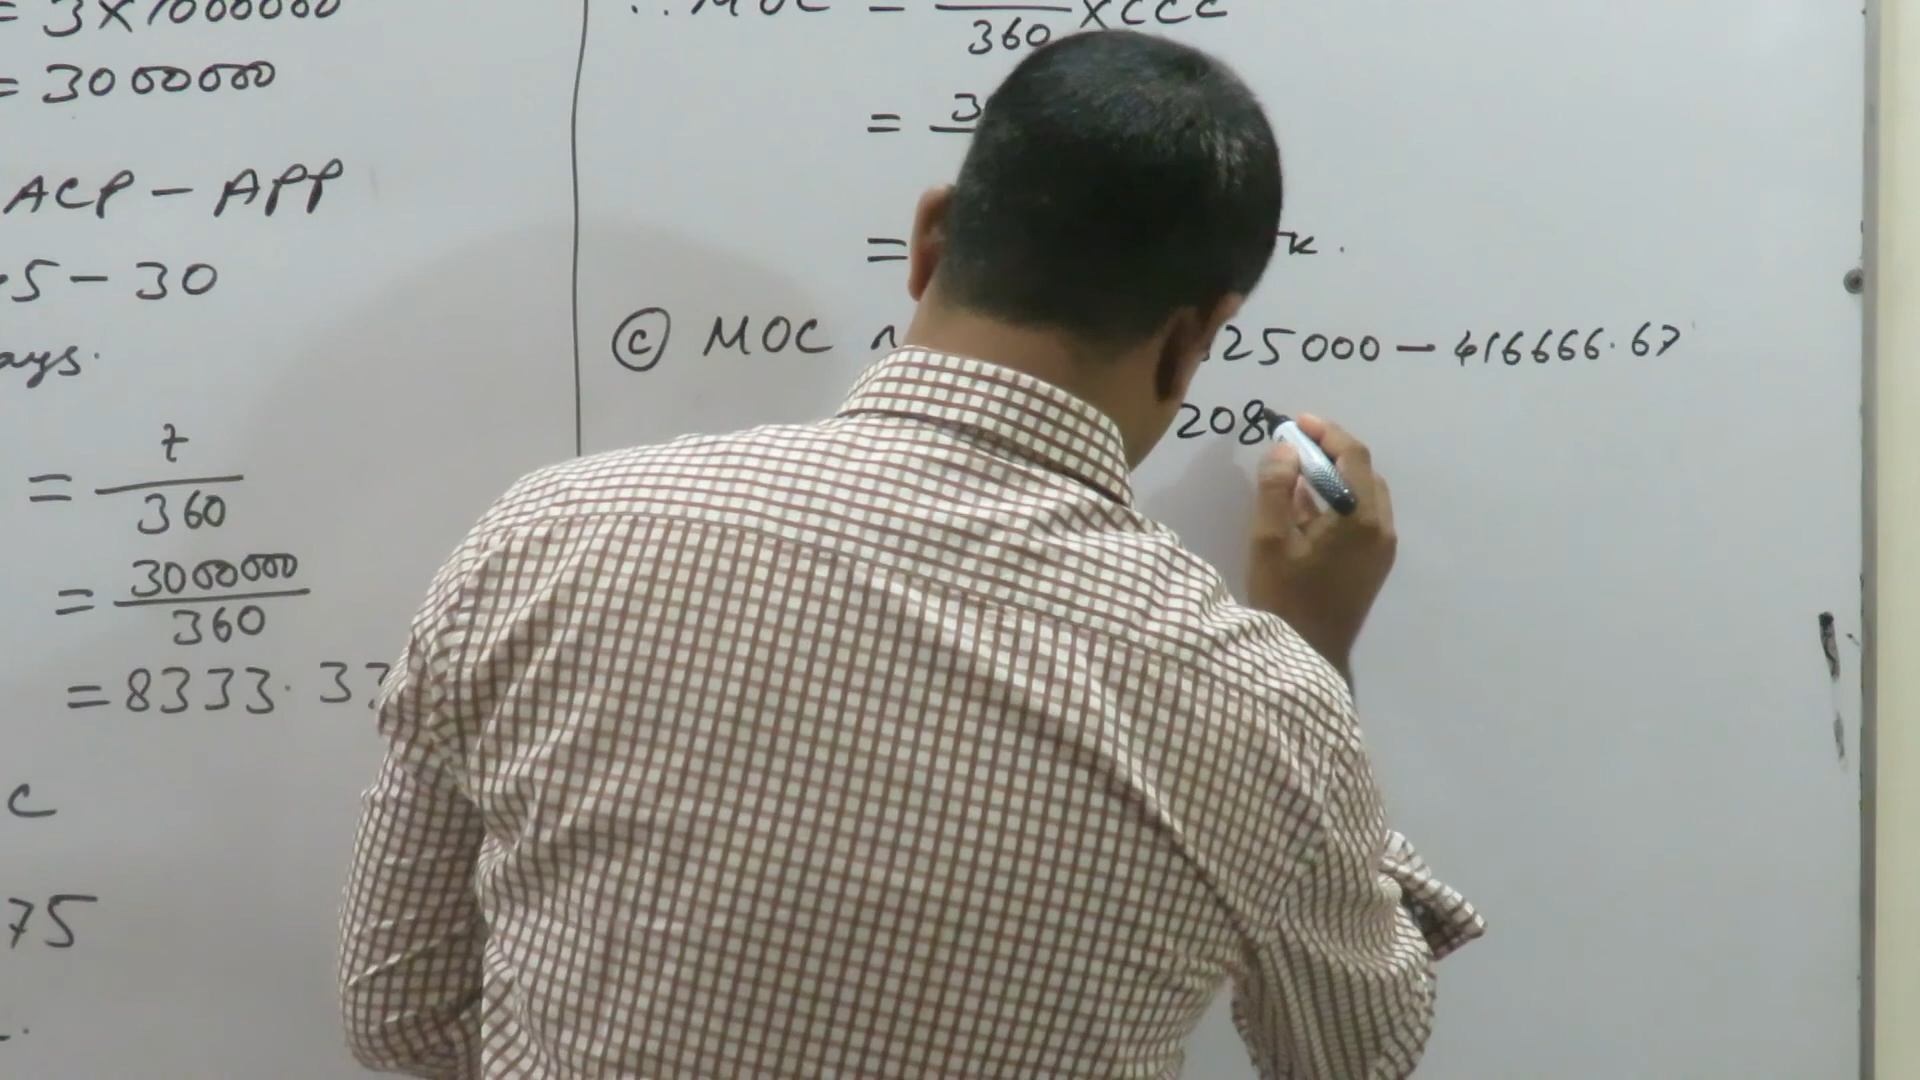 = 3×1000000
= 3000000
ACP - APP
5 - 30
ays.
= t/360
= 3000000/360
= 8333.33
C
75
∴ MOC = /360 × CCC
= 3
=
TK.
(C) MOC
25000 - 416666.67
208